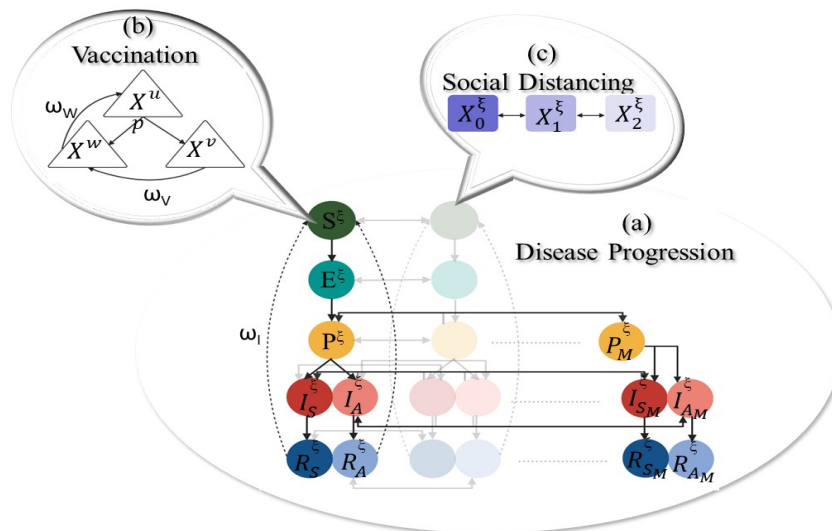 (b)
Vaccination
X^u
ω_W
p
X^w
X^v
ω_V
(c)
Social Distancing
X_0^ξ
X_1^ξ
X_2^ξ
(a)
Disease Progression
S^ξ
E^ξ
ω_I
P^ξ
P_M^ξ
I_S^ξ
I_A^ξ
I_{S_M}^ξ
I_{A_M}^ξ
R_S^ξ
R_A^ξ
R_{S_M}^ξ
R_{A_M}^ξ